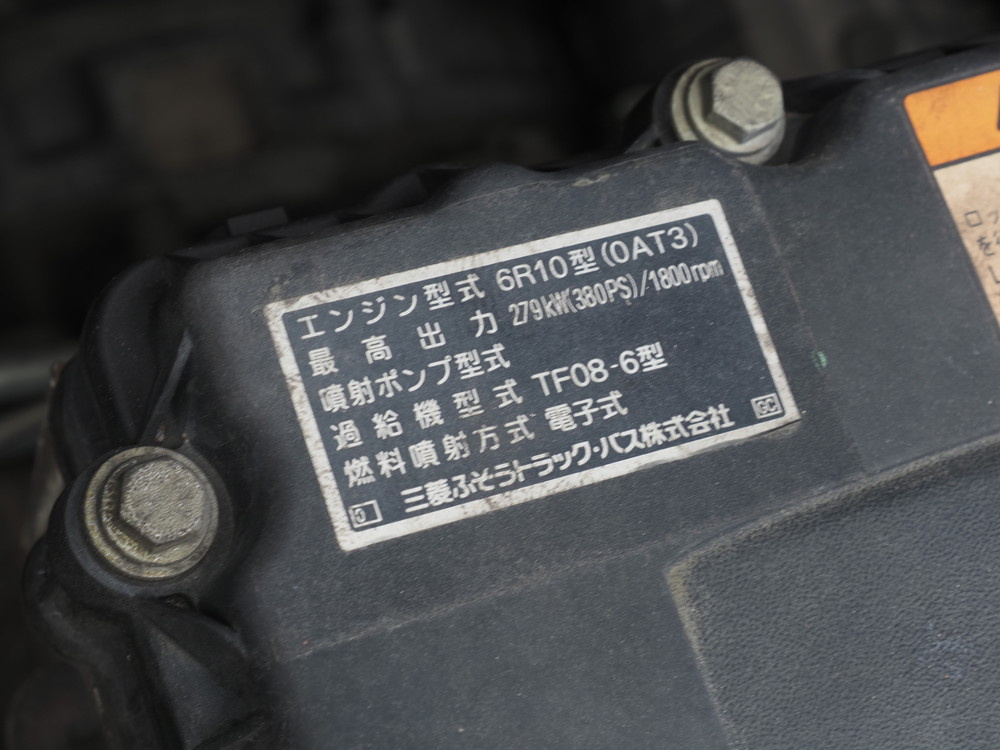 エンジン型式 6R10型(0AT3)
最高出力 279kW(380PS)/1800rpm
噴射ポンプ型式
過給機型式 TF08-6型
燃料噴射方式 電子式
三菱ふそうトラック・バス株式会社
GC